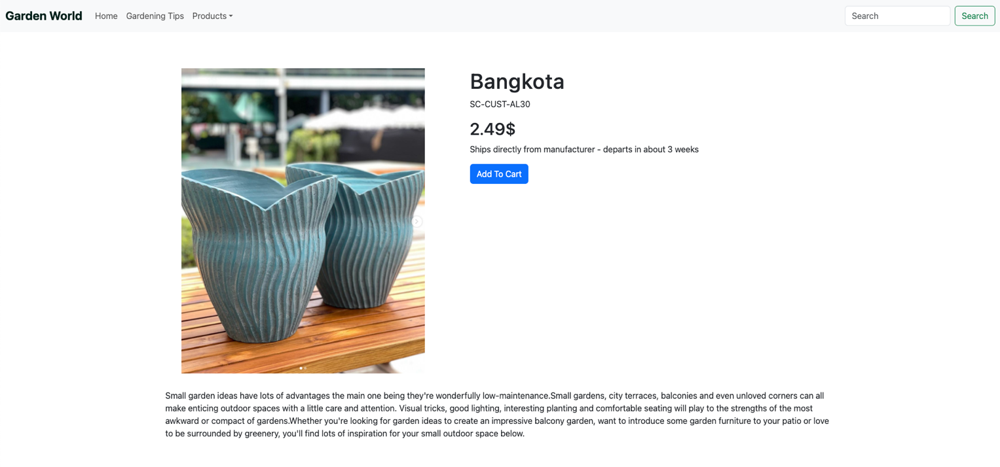 Garden World Home Gardening Tips Products Search Search
Bangkota
SC-CUST-AL30
2.49$
Ships directly from manufacturer - departs in about 3 weeks
Add To Cart
Small garden ideas have lots of advantages the main one being they're wonderfully low-maintenance.Small gardens, city terraces, balconies and even unloved corners can all
make enticing outdoor spaces with a little care and attention. Visual tricks, good lighting, interesting planting and comfortable seating will play to the strengths of the most
awkward or compact of gardens.Whether you're looking for garden ideas to create an impressive balcony garden, want to introduce some garden furniture to your patio or love
to be surrounded by greenery, you'll find lots of inspiration for your small outdoor space below.